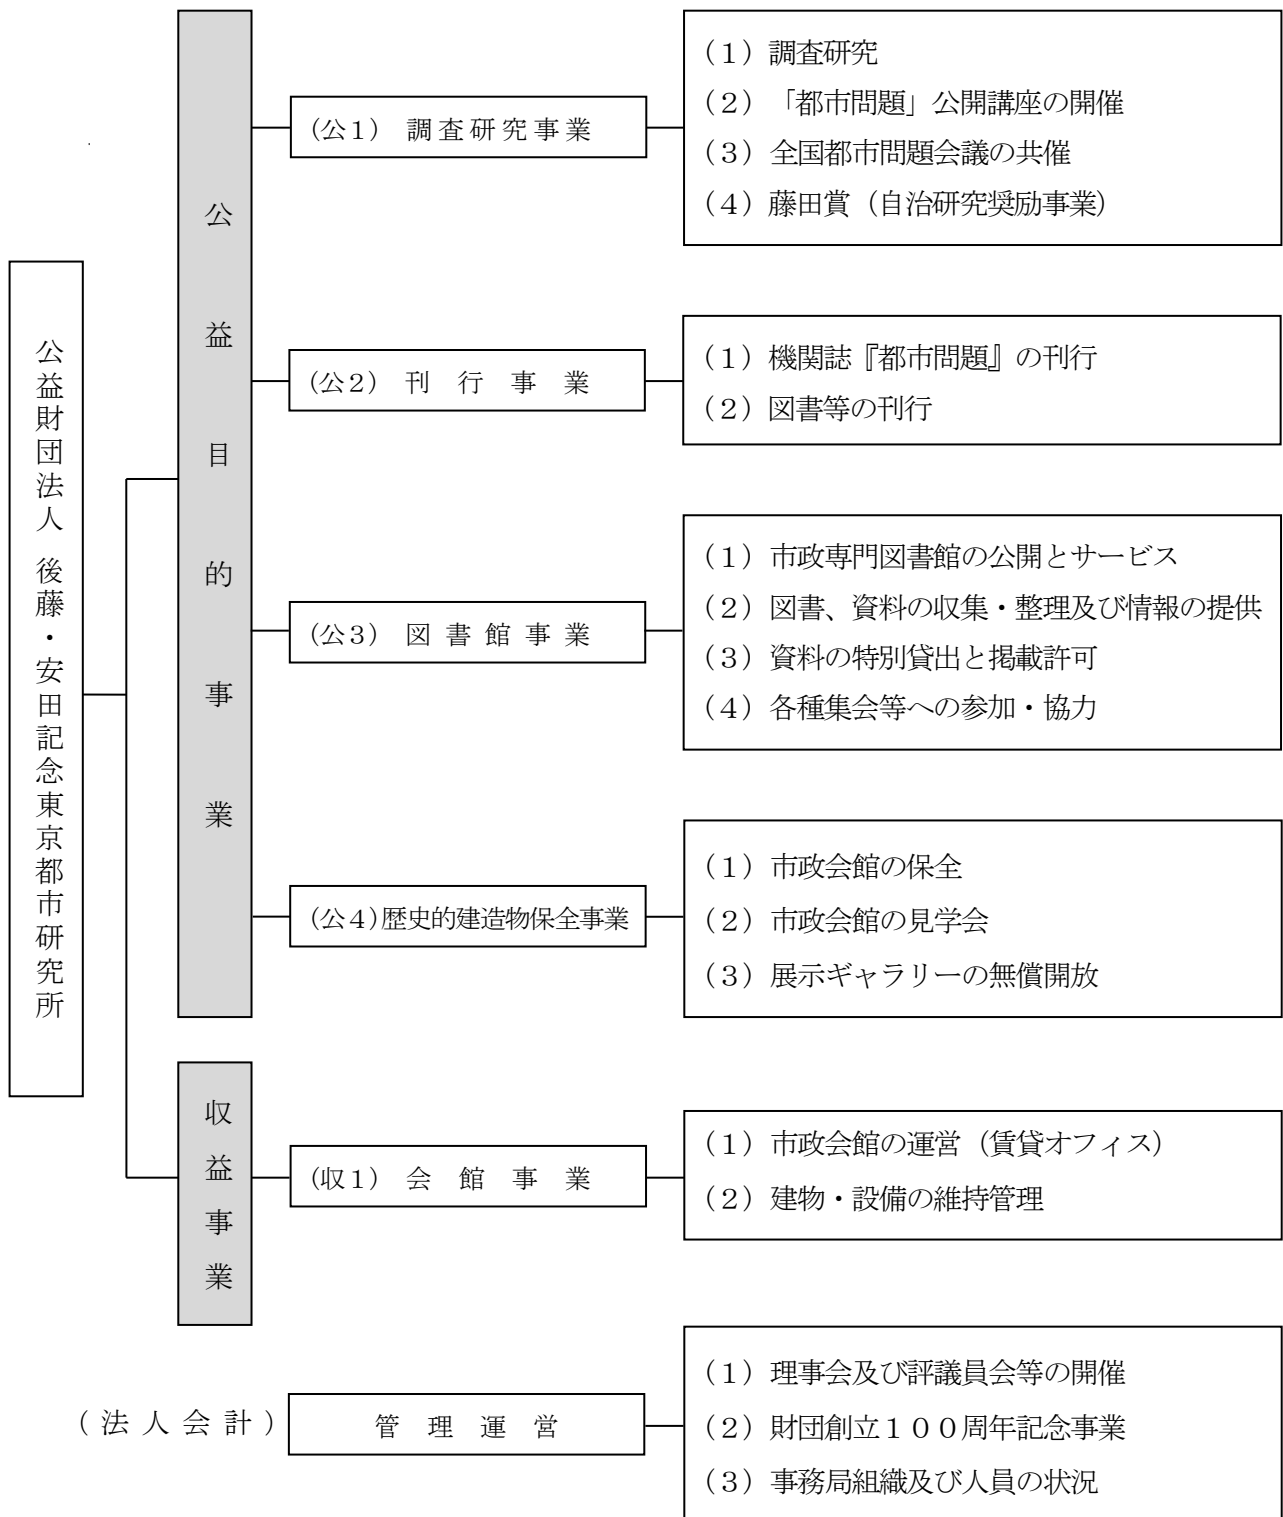 公益財団法人 後藤・安田記念東京都市研究所
公益目的事業
(公1) 調査研究事業
(1) 調査研究
(2) 「都市問題」公開講座の開催
(3) 全国都市問題会議の共催
(4) 藤田賞（自治研究奨励事業）
(公2) 刊行事業
(1) 機関誌『都市問題』の刊行
(2) 図書等の刊行
(公3) 図書館事業
(1) 市政専門図書館の公開とサービス
(2) 図書、資料の収集・整理及び情報の提供
(3) 資料の特別貸出と掲載許可
(4) 各種集会等への参加・協力
(公4) 歴史的建造物保全事業
(1) 市政会館の保全
(2) 市政会館の見学会
(3) 展示ギャラリーの無償開放
収益事業
(収1) 会館事業
(1) 市政会館の運営（賃貸オフィス）
(2) 建物・設備の維持管理
(法人会計) 管理運営
(1) 理事会及び評議員会等の開催
(2) 財団創立１００周年記念事業
(3) 事務局組織及び人員の状況